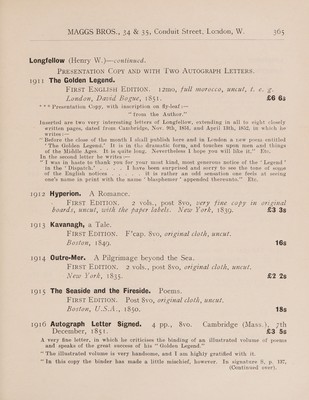 MAGGS BROS., 34 & 35, Conduit Street, London, W. 365
Longfellow (Henry W.)—continued.
PRESENTATION COPY AND WITH TWO AUTOGRAPH LETTERS.
1911 The Golden Legend.
FIRST ENGLISH EDITION. 12mo, full morocco, uncut, t. e. g.
London, David Bogue, 1851. £6 6s
*** Presentation Copy, with inscription on fly-leaf:—
"from the Author."
Inserted are two very interesting letters of Longfellow, extending in all to eight closely
written pages, dated from Cambridge, Nov. 9th, 1851, and April 13th, 1852, in which he
writes:—
"Before the close of the month I shall publish here and in London a new poem entitled
'The Golden Legend.' It is in the dramatic form, and touches upon men and things
of the Middle Ages. It is quite long. Nevertheless I hope you will like it." Etc.
In the second letter he writes:—
"I was in haste to thank you for your most kind, most generous notice of the 'Legend'
in the 'Dispatch.' . . . . I have been surprised and sorry to see the tone of some
of the English notices . . . . . It is rather an odd sensation one feels at seeing
one's name in print with the name 'blasphemer' appended thereunto." Etc.
1912 Hyperion. A Romance.
FIRST EDITION. 2 vols., post 8vo, very fine copy in original
boards, uncut, with the paper labels. New York, 1839. £3 3s
1913 Kavanagh, a Tale.
FIRST EDITION. F'cap. 8vo, original cloth, uncut.
Boston, 1849. 16s
1914 Outre-Mer. A Pilgrimage beyond the Sea.
FIRST EDITION. 2 vols., post 8vo, original cloth, uncut.
New York, 1835. £2 2s
1915 The Seaside and the Fireside. Poems.
FIRST EDITION. Post 8vo, original cloth, uncut.
Boston, U.S.A., 1850. 18s
1916 Autograph Letter Signed. 4 pp., 8vo. Cambridge (Mass.), 7th
December, 1851. £3 5s
A very fine letter, in which he criticises the binding of an illustrated volume of poems
and speaks of the great success of his "Golden Legend."
"The illustrated volume is very handsome, and I am highly gratified with it.
"In this copy the binder has made a little mischief, however. In signature S, p. 137,
(Continued over).